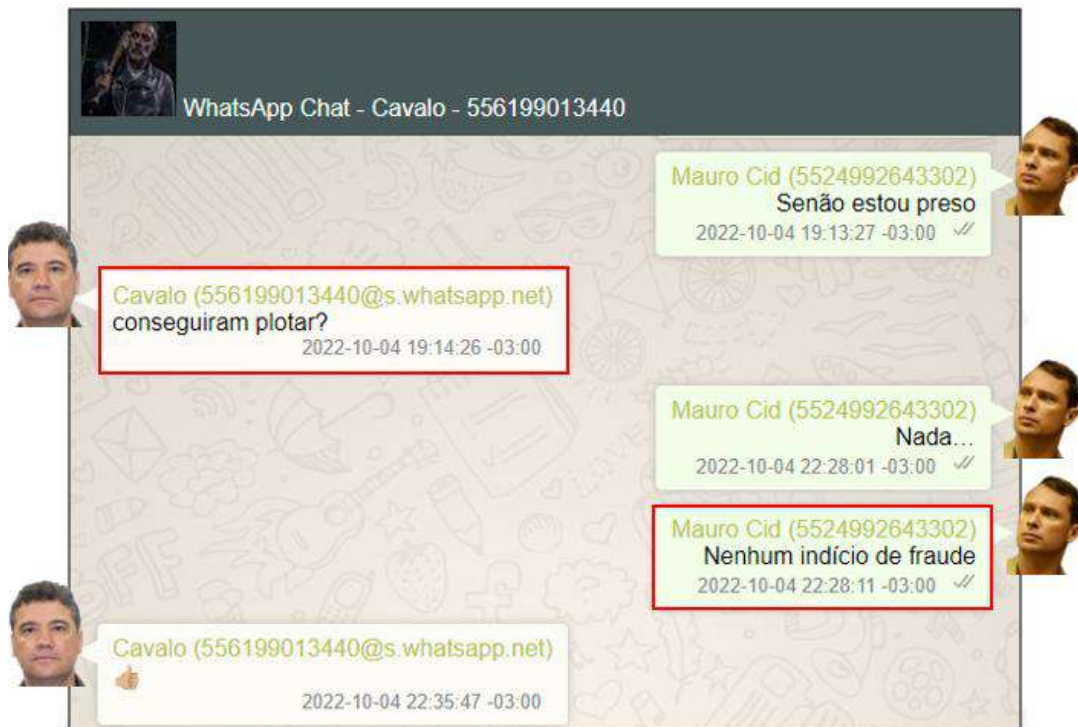 WhatsApp Chat - Cavalo - 556199013440
Mauro Cid (5524992643302)
Senão estou preso
2022-10-04 19:13:27 -03:00
Cavalo (556199013440@s.whatsapp.net)
conseguiram plotar?
2022-10-04 19:14:26 -03:00
Mauro Cid (5524992643302)
Nada...
2022-10-04 22:28:01 -03:00
Mauro Cid (5524992643302)
Nenhum indício de fraude
2022-10-04 22:28:11 -03:00
Cavalo (556199013440@s.whatsapp.net)
👍🏼
2022-10-04 22:35:47 -03:00